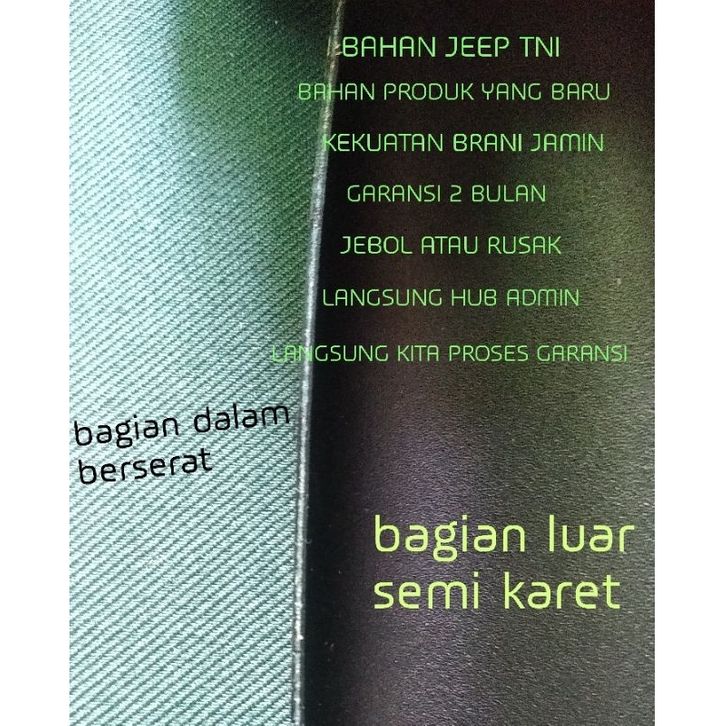 BAHAN JEEP TNI
BAHAN PRODUK YANG BARU
KEKUATAN BRANI JAMIN
GARANSI 2 BULAN
JEBOL ATAU RUSAK
LANGSUNG HUB ADMIN
LANGSUNG KITA PROSES GARANSI
bagian dalam
berserat
bagian luar
semi karet